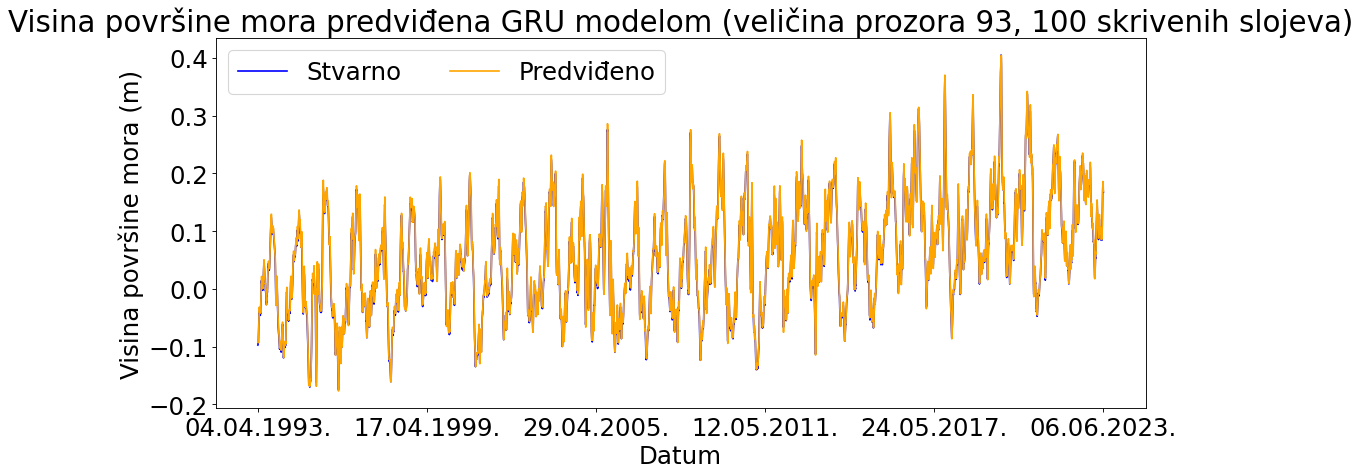 Visina površine mora predviđena GRU modelom (veličina prozora 93, 100 skrivenih slojeva)
Stvarno
Predviđeno
Visina površine mora (m)
0.4
0.3
0.2
0.1
0.0
−0.1
−0.2
04.04.1993.
17.04.1999.
29.04.2005.
12.05.2011.
24.05.2017.
06.06.2023.
Datum